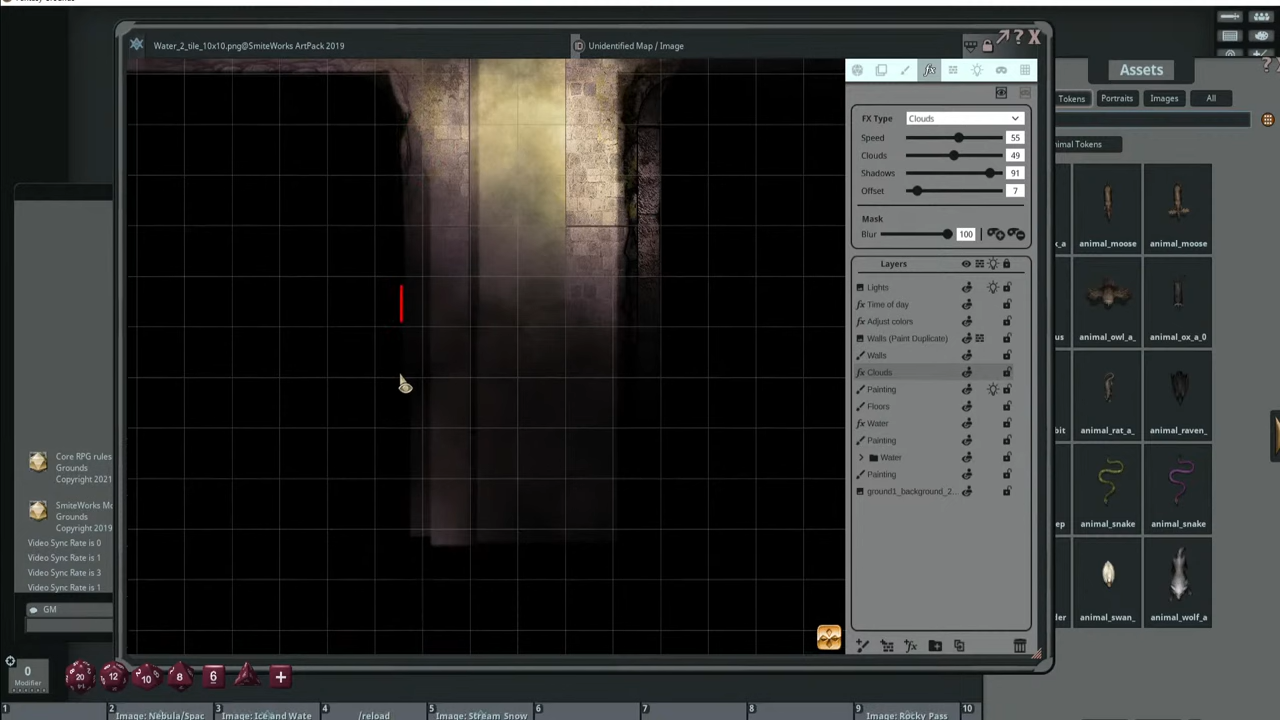 Water_2_tile_10x10.png@SmiteWorks ArtPack 2019
Unidentified Map / Image
Assets
Tokens
Portraits
Images
All
nimal Tokens
FX Type
Clouds
Speed
55
Clouds
49
Shadows
91
Offset
7
Mask
Blur
100
Layers
Lights
Time of day
Adjust colors
Walls (Paint Duplicate)
Walls
Clouds
Painting
Floors
Water
Painting
Water
Painting
ground1_background_2...
animal_moose
animal_moose
animal_owl_a_
animal_ox_a_0
animal_rat_a_
animal_raven_
animal_snake
animal_snake
animal_swan_
animal_wolf_a
Core RPG rules
Grounds
Copyright 2021
SmiteWorks Mo
Grounds
Copyright 2019
Video Sync Rate is 0
Video Sync Rate is 1
Video Sync Rate is 3
Video Sync Rate is 1
GM
0
Modifier
20
12
10
8
6
1
2
Image: Nebula/Spac
3
Image: Ice and Wate
4
/reload
5
Image: Stream_Snow
6
7
8
9
Image: Rocky Pass
10